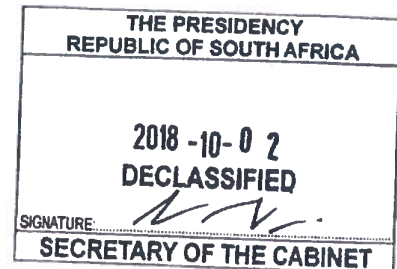 THE PRESIDENCY
REPUBLIC OF SOUTH AFRICA
2018 -10- 0 2
DECLASSIFIED
SIGNATURE:
SECRETARY OF THE CABINET